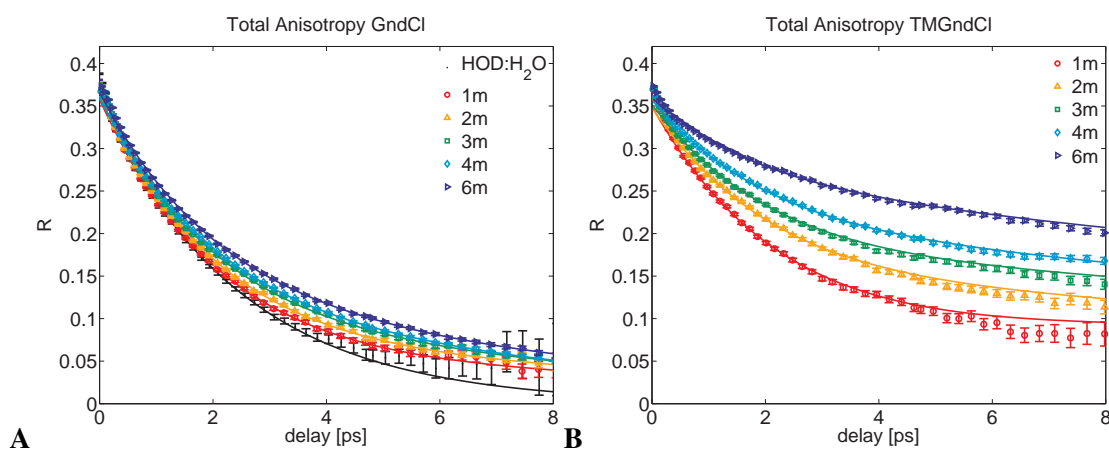 Total Anisotropy GndCl
0.4
0.35
0.3
0.25
0.2
0.15
0.1
0.05
0
R
HOD:H₂O
1m
2m
3m
4m
6m
0 2 4 6 8
delay [ps]
A
Total Anisotropy TMGndCl
0.4
0.35
0.3
0.25
0.2
0.15
0.1
0.05
0
R
1m
2m
3m
4m
6m
0 2 4 6 8
delay [ps]
B